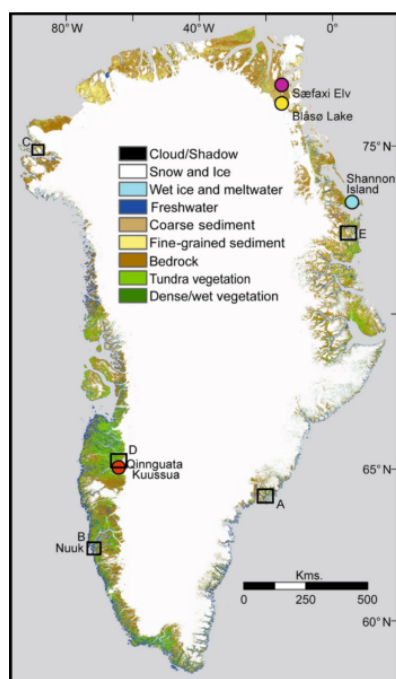 80°W
40°W
0°
Sæfaxi Elv
Blåsø Lake
C
75°N
Cloud/Shadow
Snow and Ice
Wet ice and meltwater
Freshwater
Coarse sediment
Fine-grained sediment
Bedrock
Tundra vegetation
Dense/wet vegetation
Shannon
Island
E
D
Qinnguata
Kuussua
65°N
A
B
Nuuk
Kms.
0
250
500
60°N